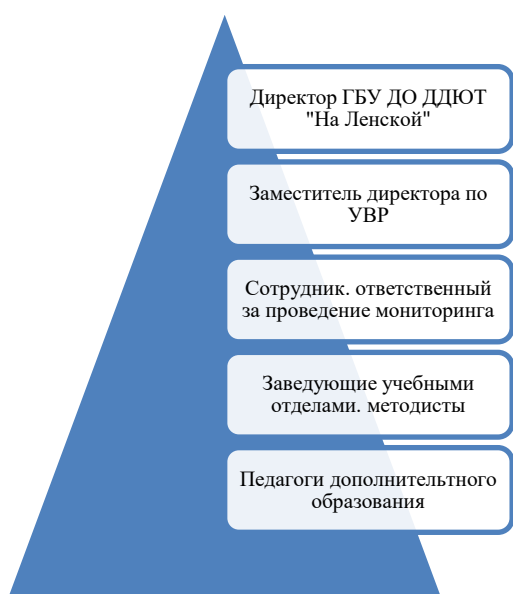 Директор ГБУ ДО ДДЮТ
"На Ленской"
Заместитель директора по
УВР
Сотрудник. ответственный
за проведение мониторинга
Заведующие учебными
отделами. методисты
Педагоги дополнительтного
образования